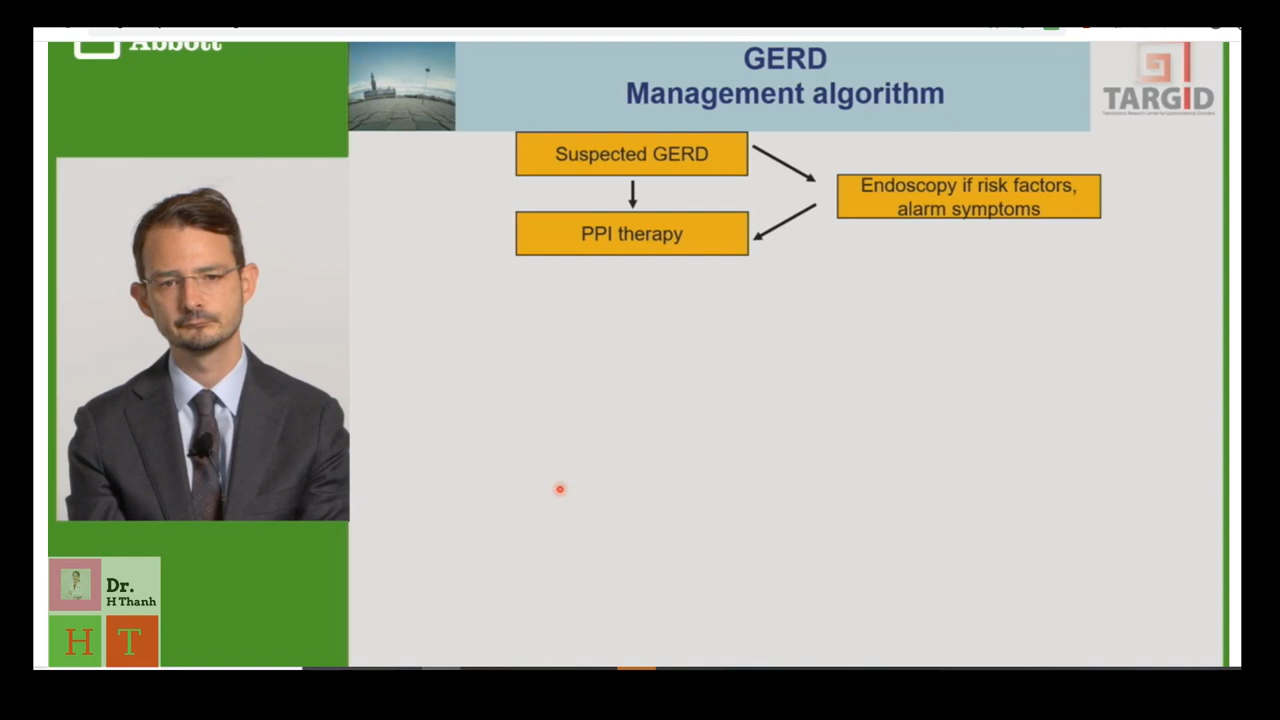 Abbott
GERD
Management algorithm
TARGID
Suspected GERD
Endoscopy if risk factors,
alarm symptoms
PPI therapy
Dr.
H Thanh
H T